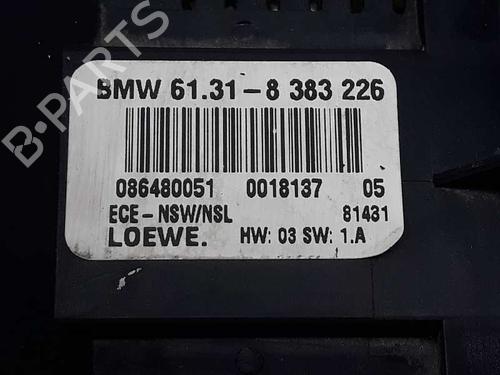 BMW 61.31-8 383 226
086480051 0018137 05
ECE-NSW/NSL 81431
LOEWE. HW: 03 SW: 1.A
B-PARTS